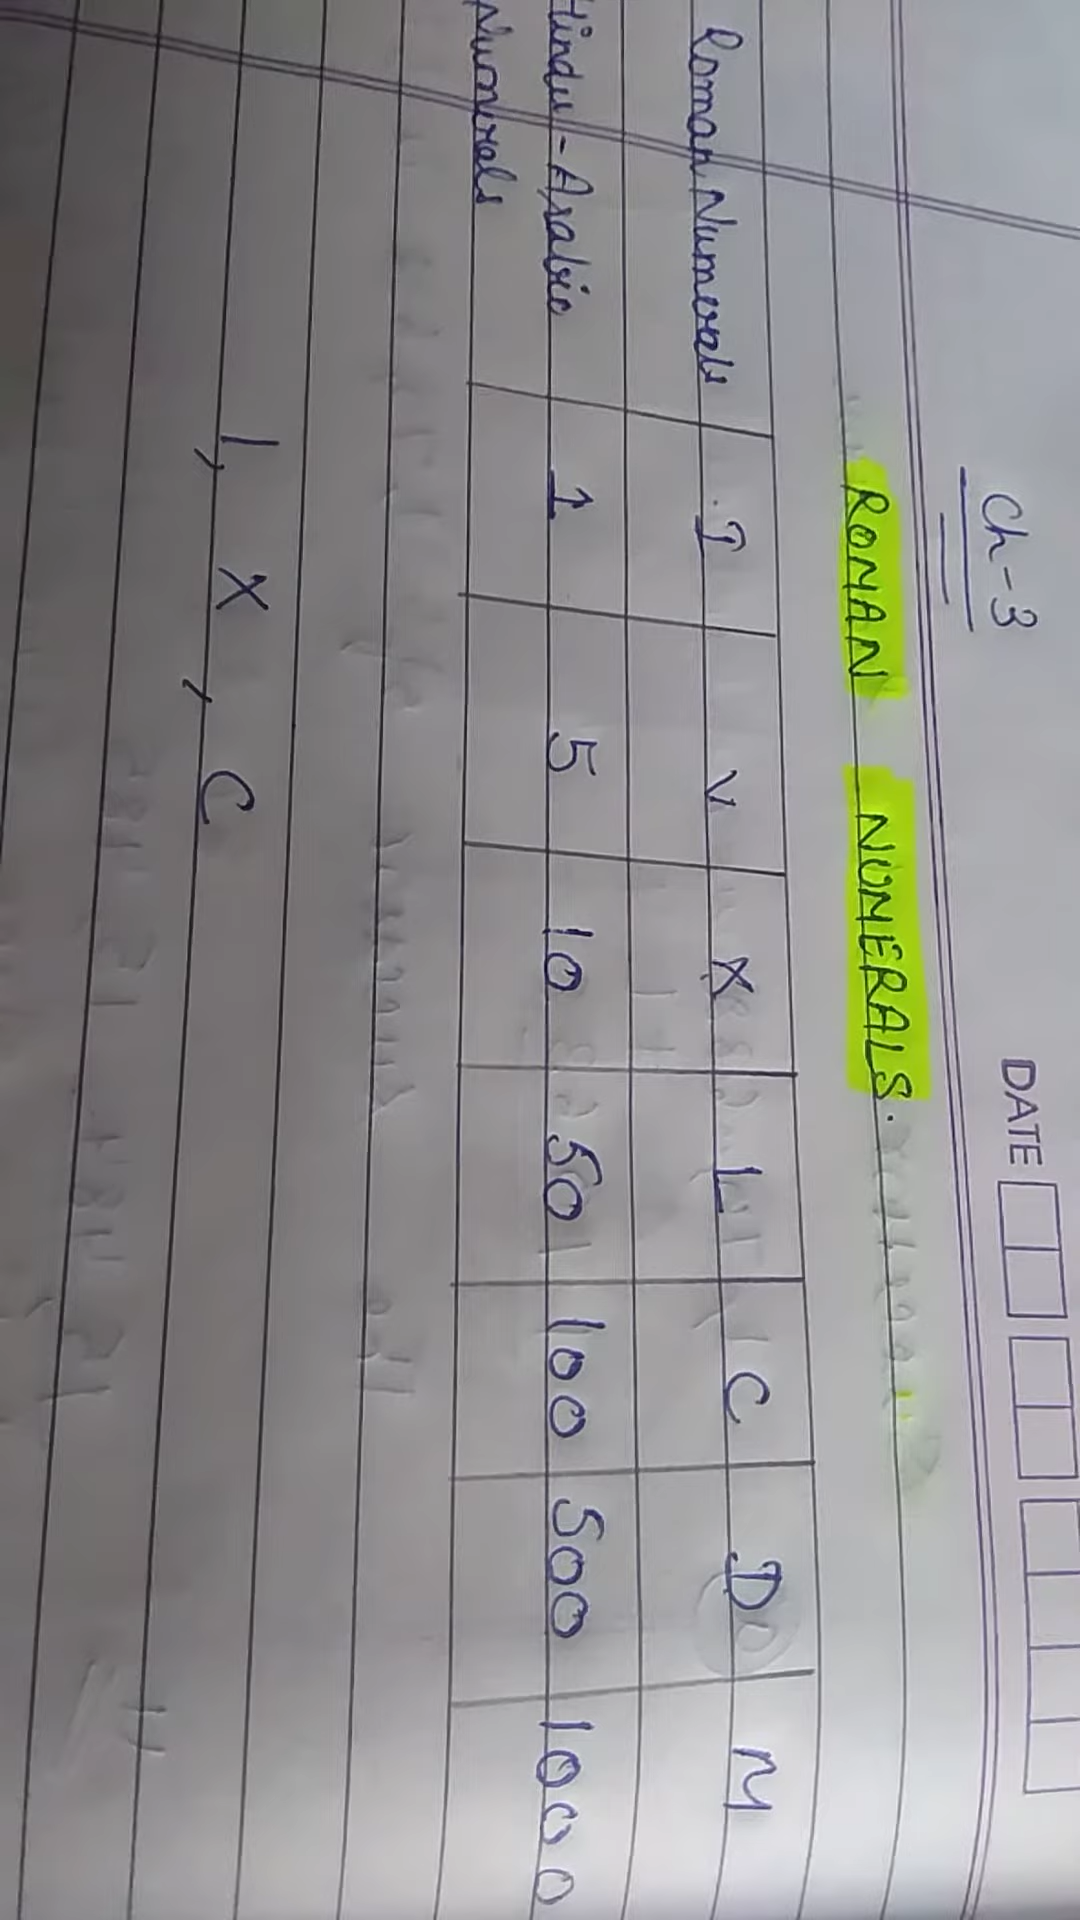 Ch-3
DATE
ROMAN NUMERALS.
Roman Numerals I V X L C D M
Hindu-Arabic 1 5 10 50 100 500 1000
Numerals
I, X, C